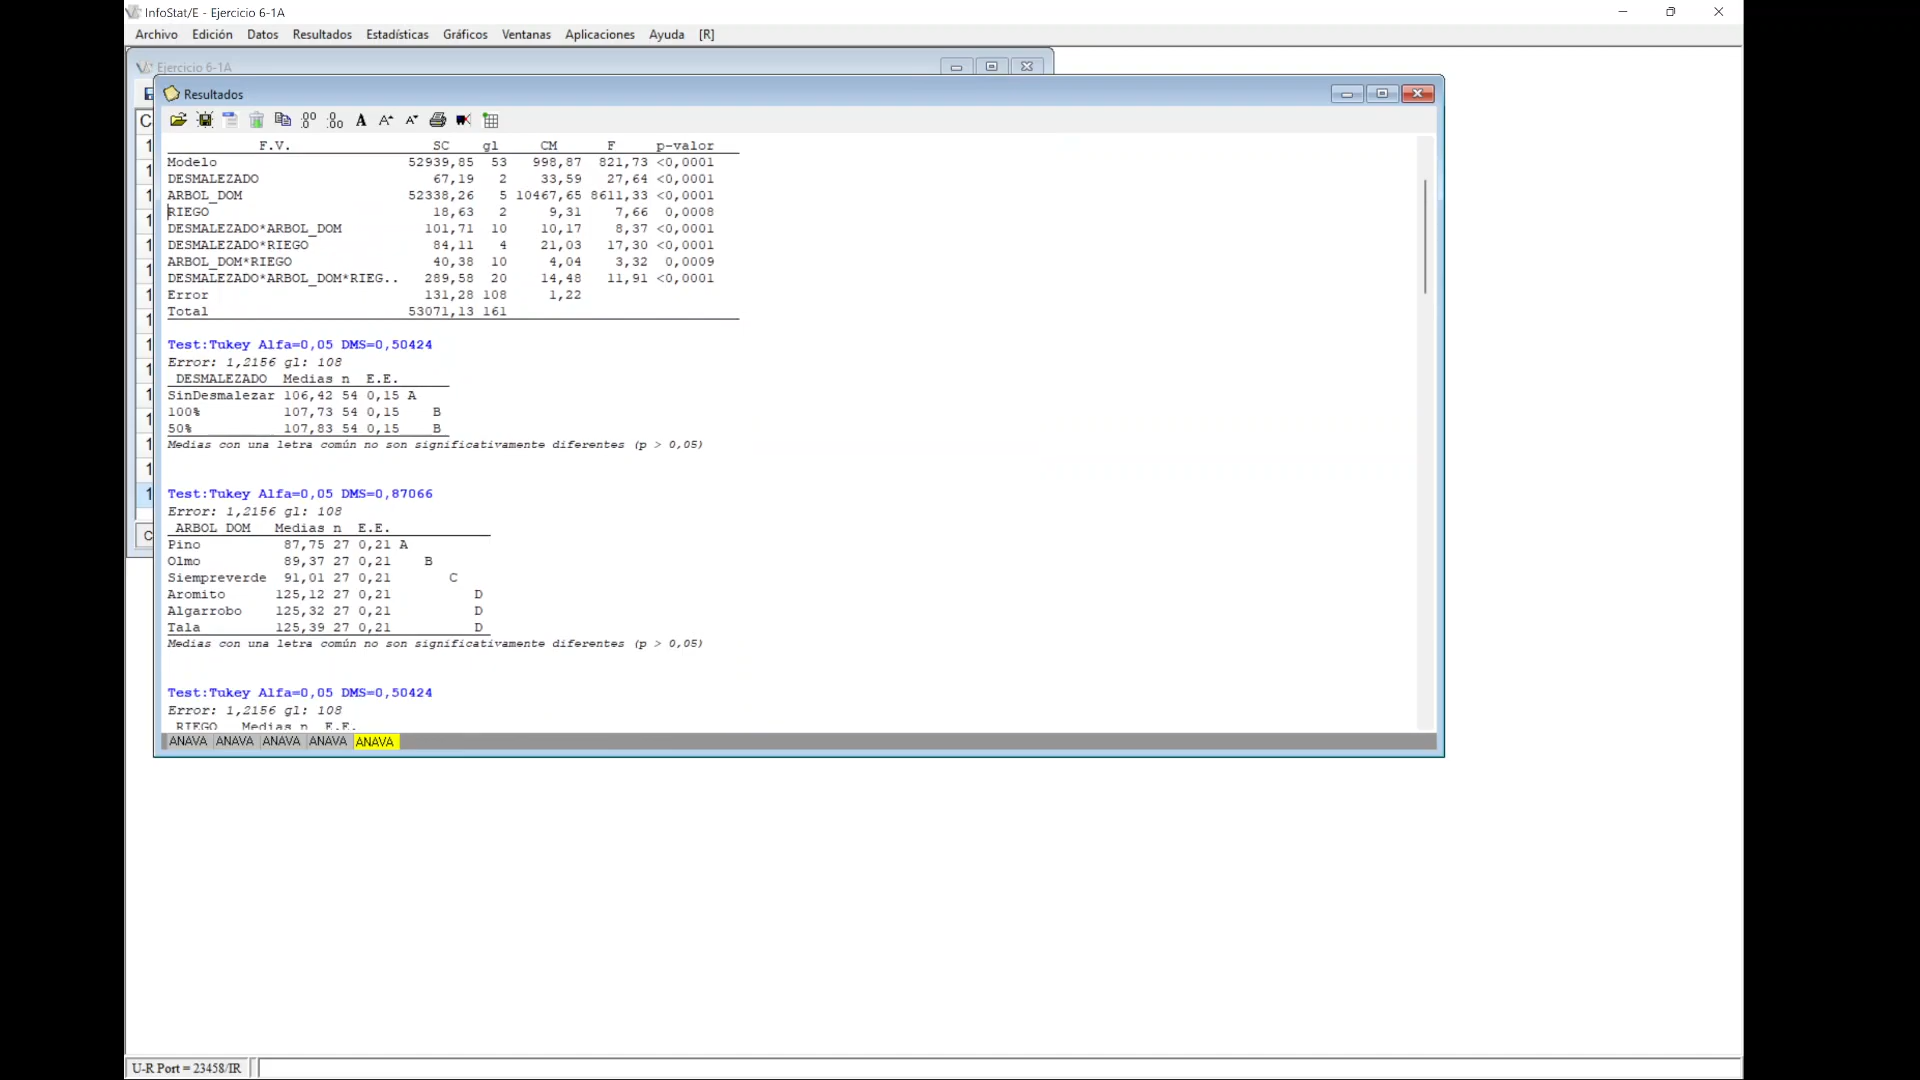 InfoStat/E - Ejercicio 6-1A
Archivo Edición Datos Resultados Estadísticas Gráficos Ventanas Aplicaciones Ayuda [R]
Ejercicio 6-1A
Resultados
F.V. SC gl CM F p-valor
Modelo 52939,85 53 998,87 821,73 <0,0001
DESMALEZADO 67,19 2 33,59 27,64 <0,0001
ARBOL_DOM 52338,26 5 10467,65 8611,33 <0,0001
RIEGO 18,63 2 9,31 7,66 0,0008
DESMALEZADO*ARBOL_DOM 101,71 10 10,17 8,37 <0,0001
DESMALEZADO*RIEGO 84,11 4 21,03 17,30 <0,0001
ARBOL_DOM*RIEGO 40,38 10 4,04 3,32 0,0009
DESMALEZADO*ARBOL_DOM*RIEG.. 289,58 20 14,48 11,91 <0,0001
Error 131,28 108 1,22
Total 53071,13 161
Test:Tukey Alfa=0,05 DMS=0,50424
Error: 1,2156 gl: 108
DESMALEZADO Medias n E.E.
SinDesmalezar 106,42 54 0,15 A
100% 107,73 54 0,15 B
50% 107,83 54 0,15 B
Medias con una letra común no son significativamente diferentes (p > 0,05)
Test:Tukey Alfa=0,05 DMS=0,87066
Error: 1,2156 gl: 108
ARBOL_DOM Medias n E.E.
Pino 87,75 27 0,21 A
Olmo 89,37 27 0,21 B
Siempreverde 91,01 27 0,21 C
Aromito 125,12 27 0,21 D
Algarrobo 125,32 27 0,21 D
Tala 125,39 27 0,21 D
Medias con una letra común no son significativamente diferentes (p > 0,05)
Test:Tukey Alfa=0,05 DMS=0,50424
Error: 1,2156 gl: 108
RIEGO Medias n E.E.
ANAVA ANAVA ANAVA ANAVA ANAVA
U-R Port = 23458/IR